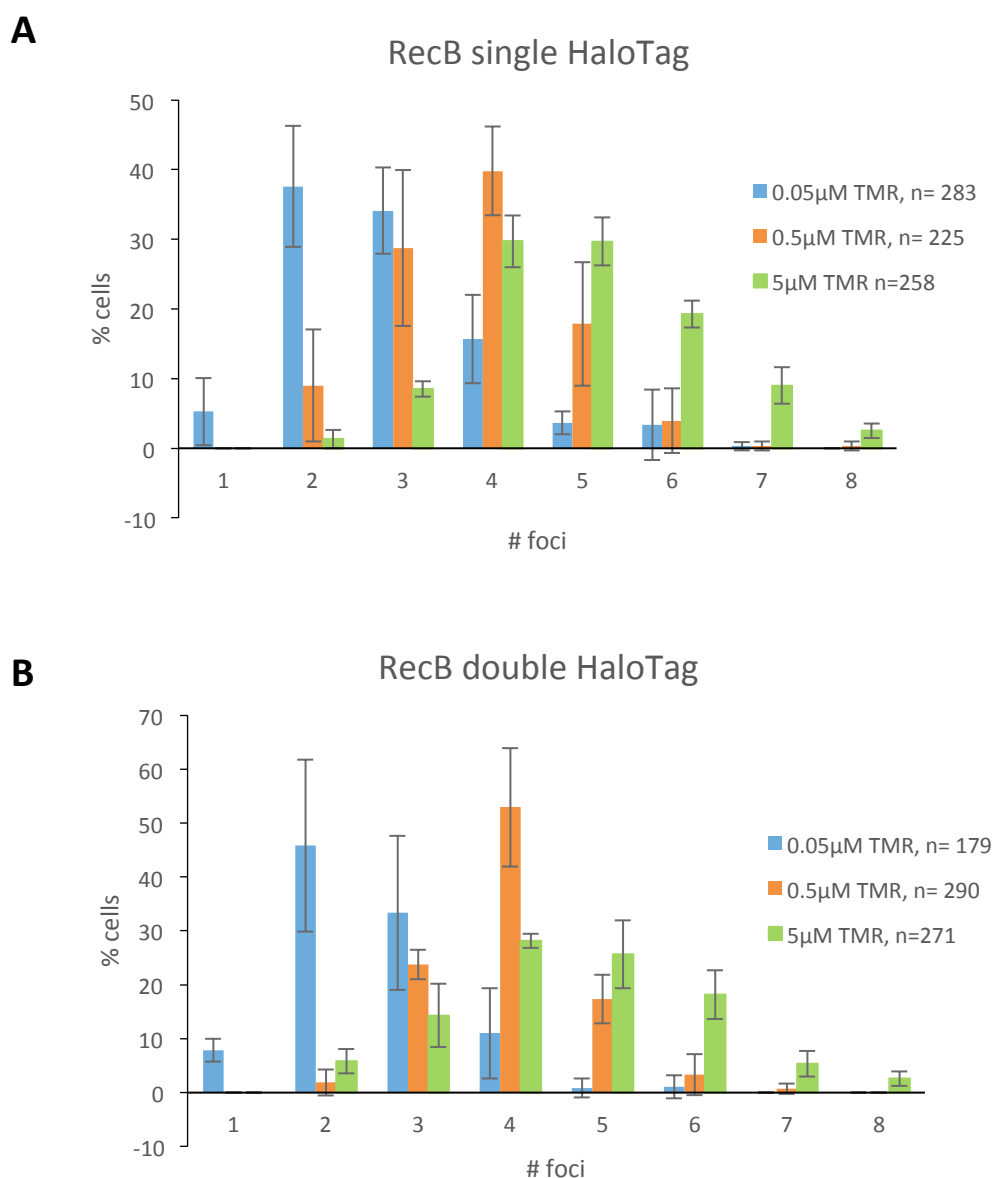 A
RecB single HaloTag
50
40
30
20
10
0
-10
% cells
1 2 3 4 5 6 7 8
# foci
0.05µM TMR, n= 283
0.5µM TMR, n= 225
5µM TMR n=258
B
RecB double HaloTag
70
60
50
40
30
20
10
0
-10
% cells
1 2 3 4 5 6 7 8
# foci
0.05µM TMR, n= 179
0.5µM TMR, n= 290
5µM TMR, n=271